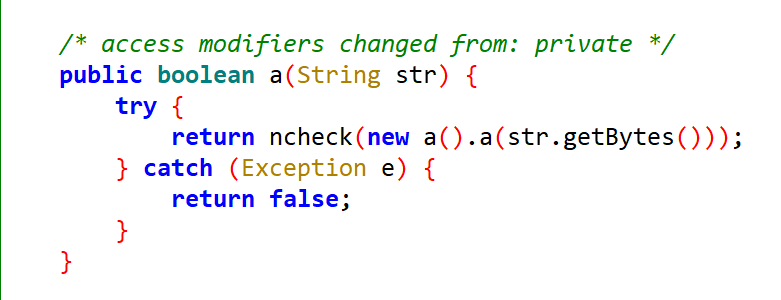 /* access modifiers changed from: private */
public boolean a(String str) {
    try {
        return ncheck(new a().a(str.getBytes()));
    } catch (Exception e) {
        return false;
    }
}